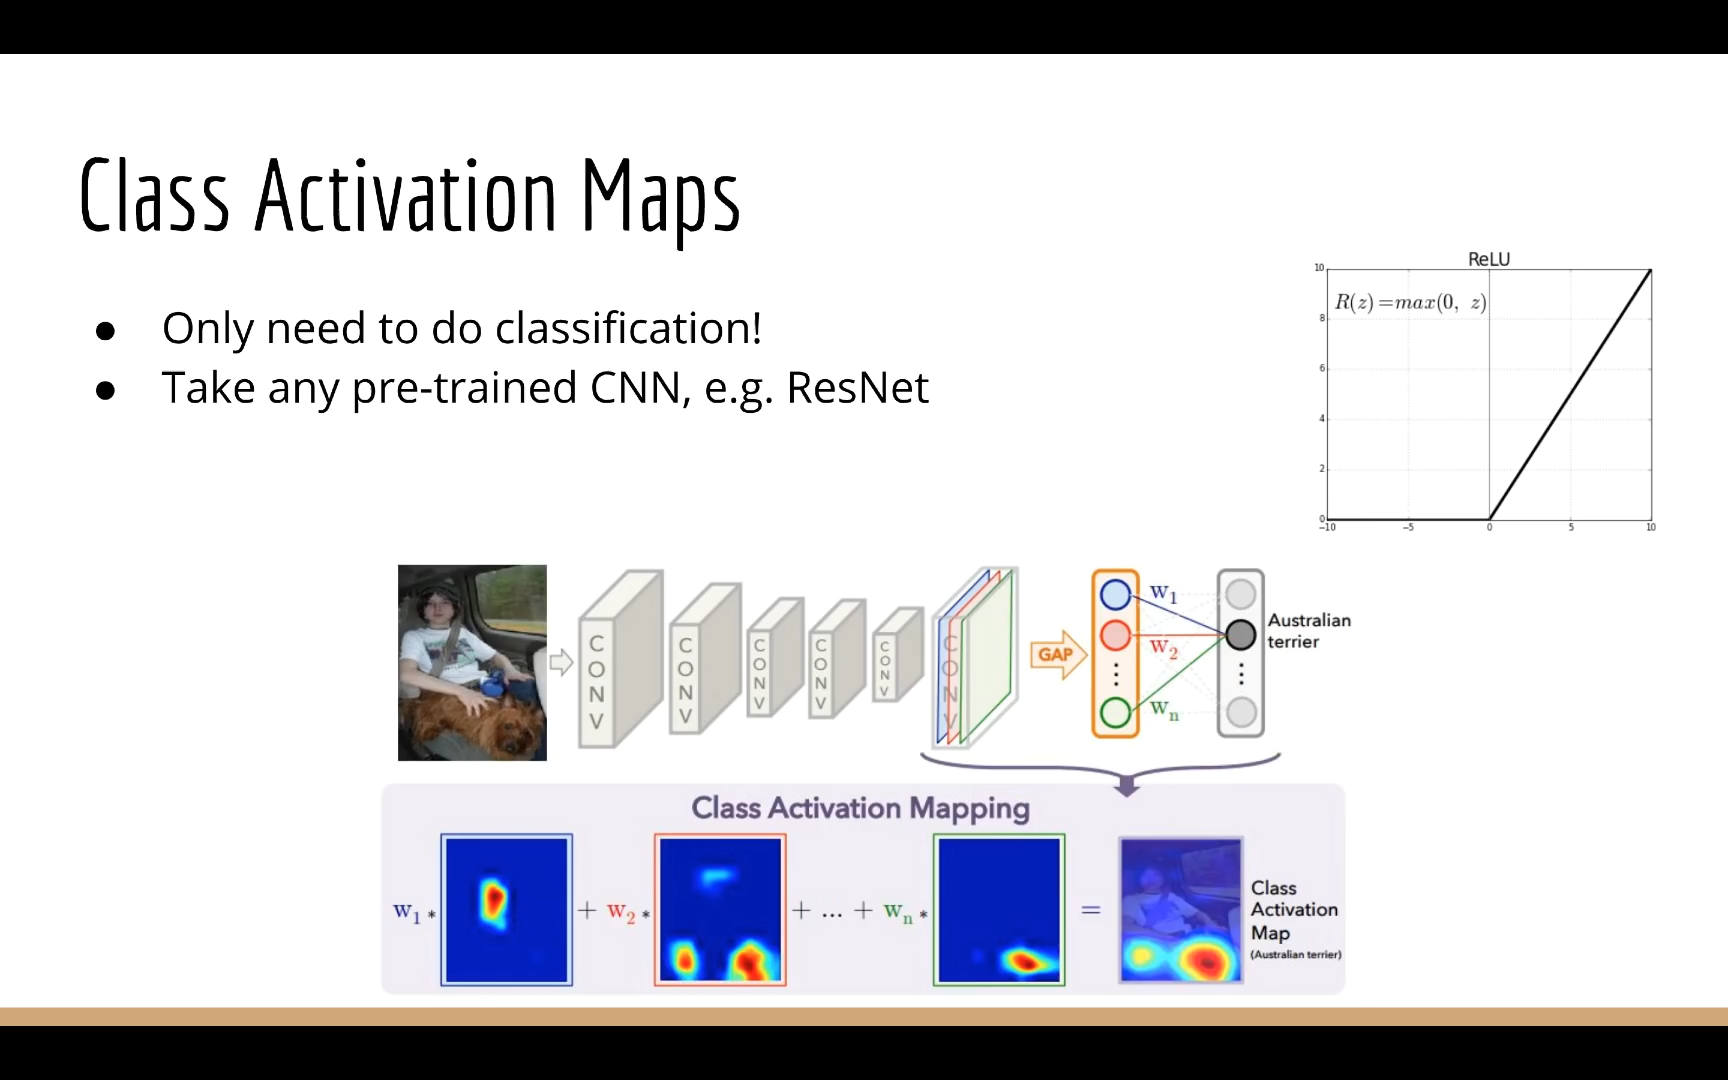 Class Activation Maps
● Only need to do classification!
● Take any pre-trained CNN, e.g. ResNet
ReLU
R(z)=max(0, z)
10
8
6
4
2
0
−10 −5 0 5 10
CONV
CONV
CONV
CONV
CONV
CONV
GAP
w1
w2
⋮
wn
⋮
Australian
terrier
Class Activation Mapping
w1 * + w2 * + ... + wn * =
Class
Activation
Map
(Australian terrier)